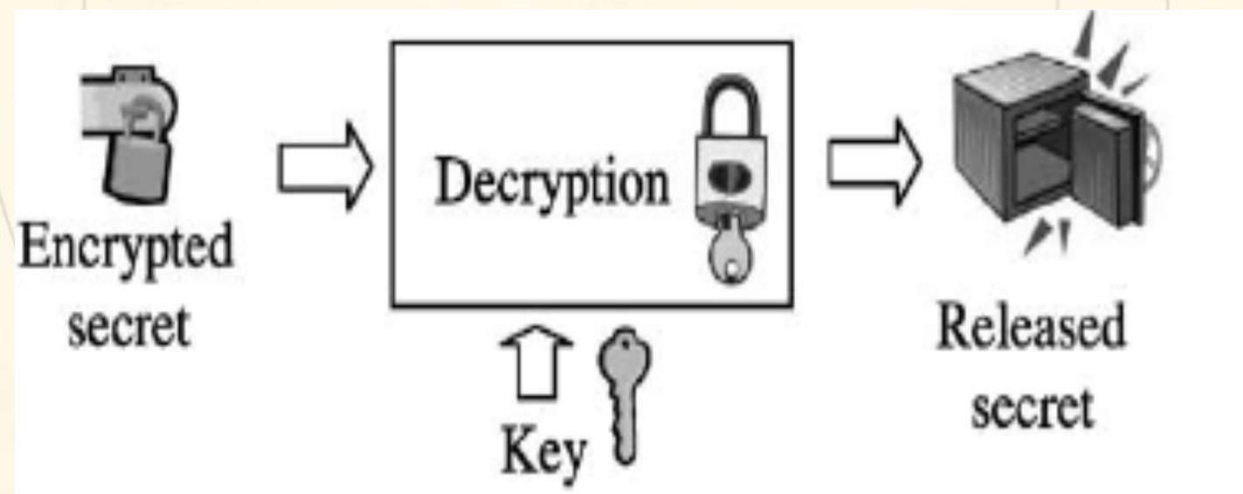 Encrypted
secret
Decryption
Key
Released
secret